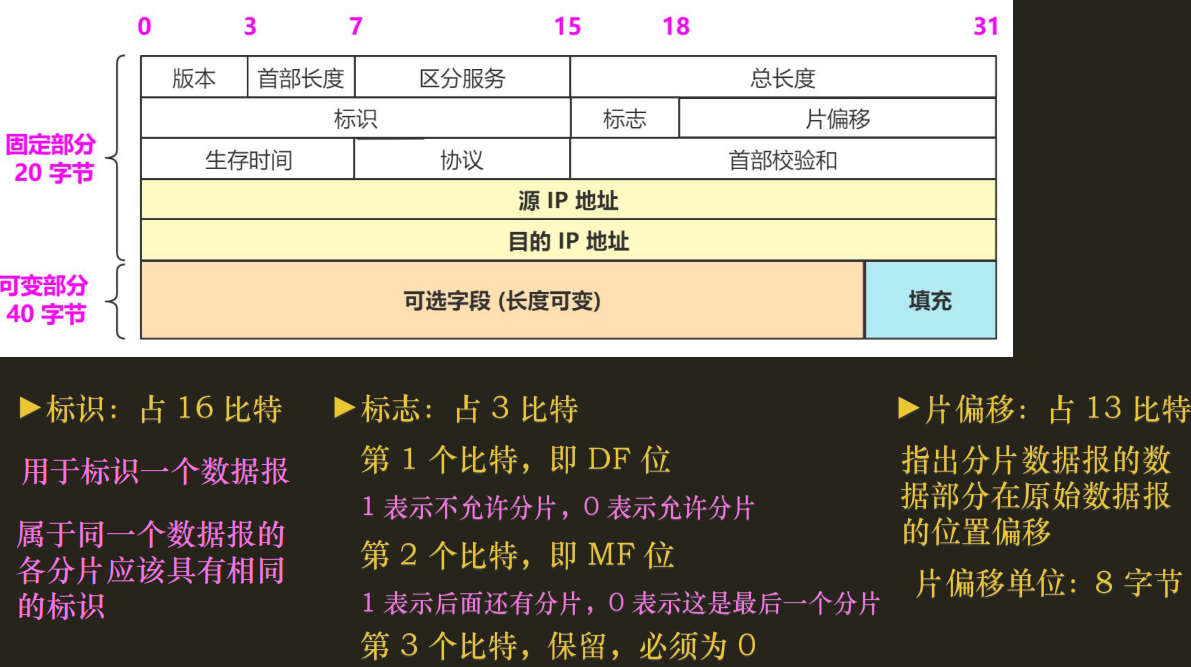 0 3 7 15 18 31
版本 首部长度 区分服务 总长度
标识 标志 片偏移
固定部分
20 字节
生存时间 协议 首部校验和
源 IP 地址
目的 IP 地址
可变部分
40 字节
可选字段 (长度可变) 填充
▶标识：占 16 比特
用于标识一个数据报
属于同一个数据报的
各分片应该具有相同
的标识
▶标志：占 3 比特
第 1 个比特，即 DF 位
1 表示不允许分片，0 表示允许分片
第 2 个比特，即 MF 位
1 表示后面还有分片，0 表示这是最后一个分片
第 3 个比特，保留，必须为 0
▶片偏移：占 13 比特
指出分片数据报的数
据部分在原始数据报
的位置偏移
片偏移单位：8 字节